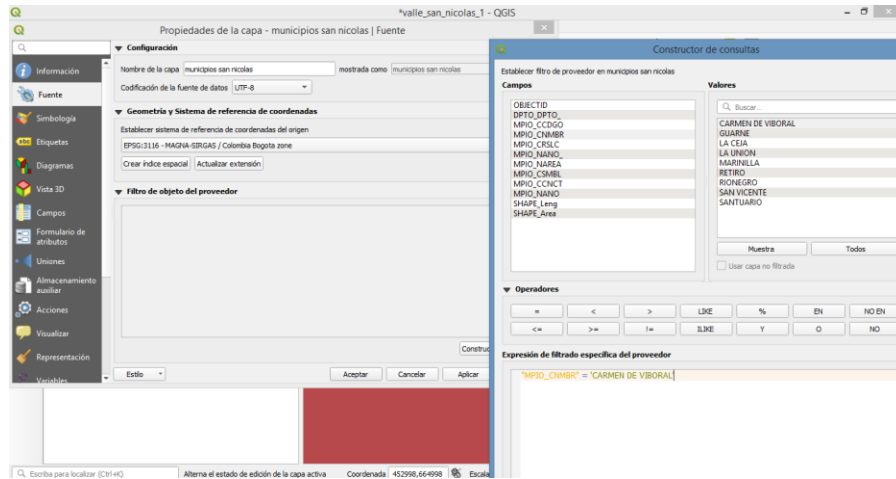 *valle_san_nicolas_1 - QGIS
Propiedades de la capa - municipios san nicolas | Fuente
Información
Fuente
Simbología
abc Etiquetas
Diagramas
Vista 3D
Campos
Formulario de
atributos
Uniones
Almacenamiento
auxiliar
Acciones
Visualizar
Representación
Variables
Configuración
Nombre de la capa municipios san nicolas mostrada como municipios san nicolas
Codificación de la fuente de datos UTF-8
Geometría y Sistema de referencia de coordenadas
Establecer sistema de referencia de coordenadas del origen
EPSG:3116 - MAGNA-SIRGAS / Colombia Bogota zone
Crear índice espacial Actualizar extensión
Filtro de objeto del proveedor
Construc
Estilo Aceptar Cancelar Aplicar
Constructor de consultas
Establecer filtro de proveedor en municipios san nicolas
Campos
OBJECTID
DPTO_DPTO_
MPIO_CCDGO
MPIO_CNMBR
MPIO_CRSLC
MPIO_NANO_
MPIO_NAREA
MPIO_CSMBL
MPIO_CCNCT
MPIO_NANO
SHAPE_Leng
SHAPE_Area
Valores
Buscar...
CARMEN DE VIBORAL
GUARNE
LA CEJA
LA UNION
MARINILLA
RETIRO
RIONEGRO
SAN VICENTE
SANTUARIO
Muestra Todos
Usar capa no filtrada
Operadores
= < > LIKE % EN NO EN
<= >= != ILIKE Y O NO
Expresión de filtrado específica del proveedor
"MPIO_CNMBR" = 'CARMEN DE VIBORAL'
Escriba para localizar (Ctrl+K) Alterna el estado de edición de la capa activa Coordenada 452998,664998 Escala